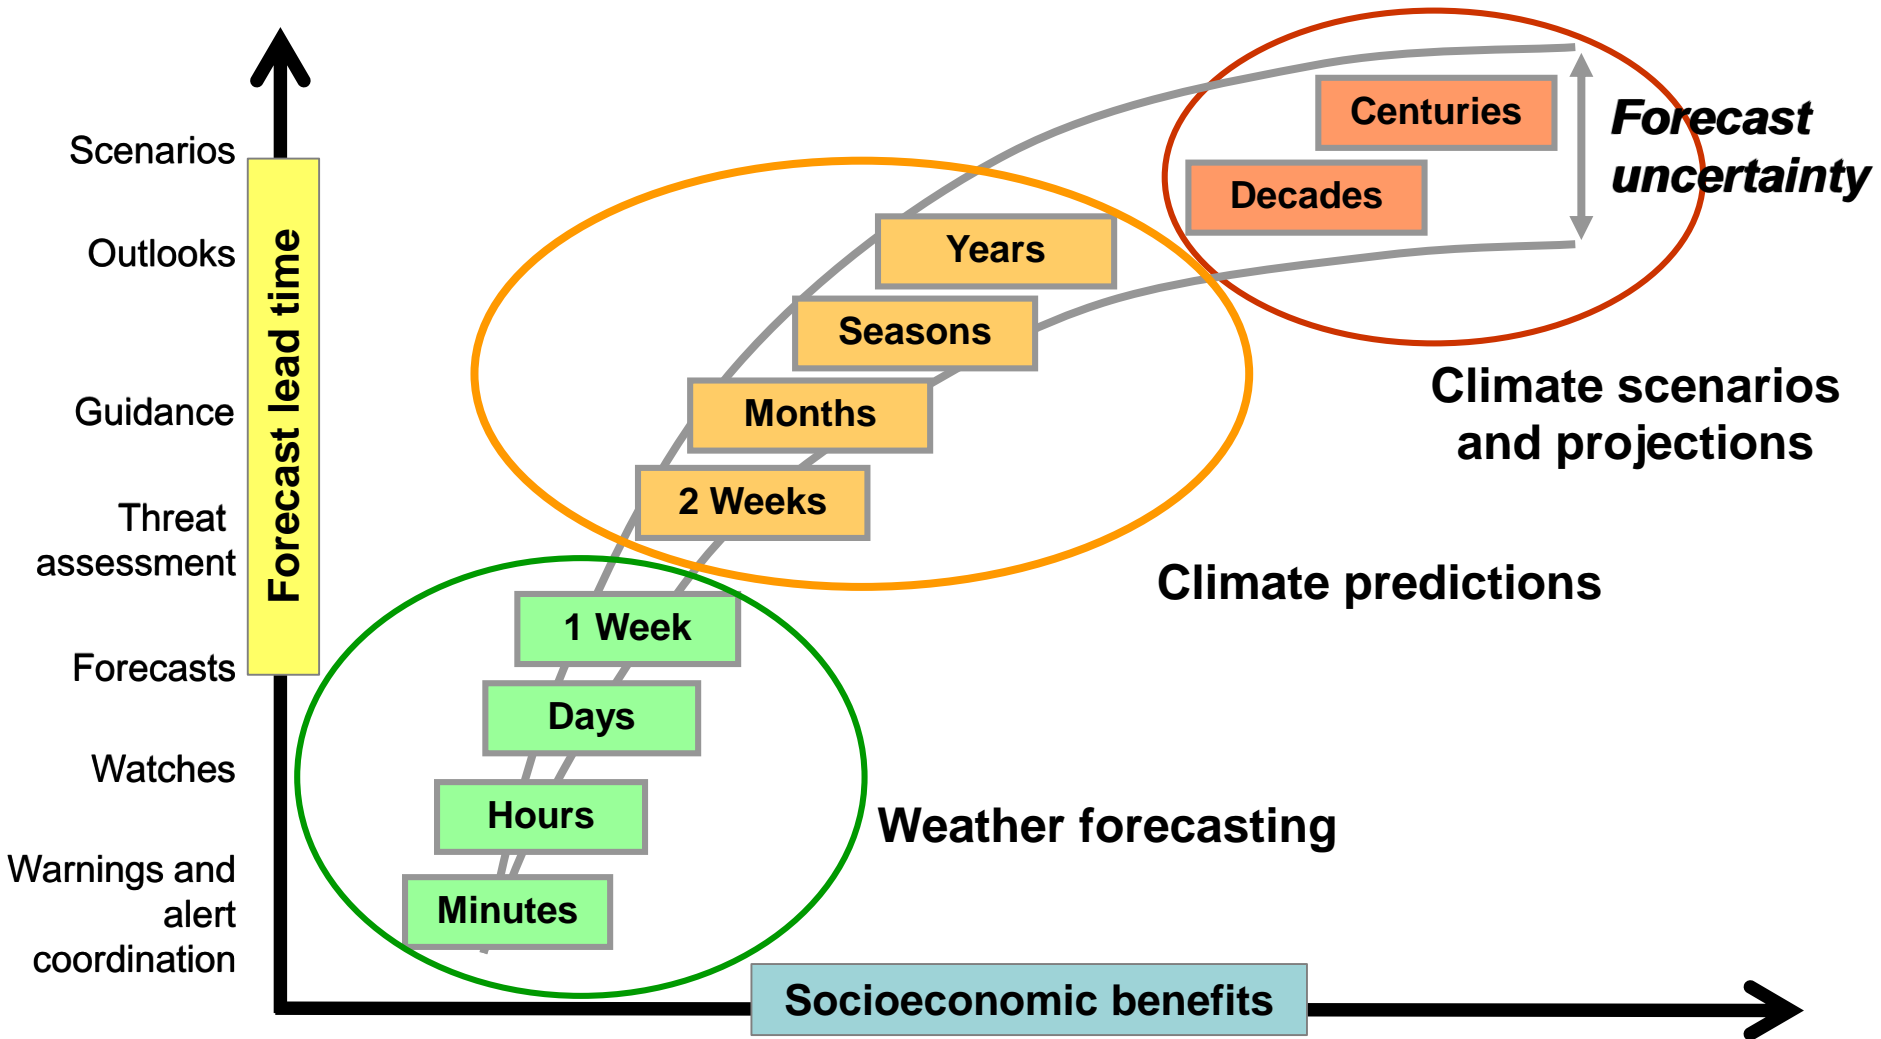 Scenarios
Outlooks
Guidance
Threat
assessment
Forecasts
Watches
Warnings and
alert
coordination
Forecast lead time
Centuries
Decades
Forecast
uncertainty
Years
Seasons
Months
2 Weeks
Climate scenarios
and projections
Climate predictions
1 Week
Days
Hours
Minutes
Weather forecasting
Socioeconomic benefits